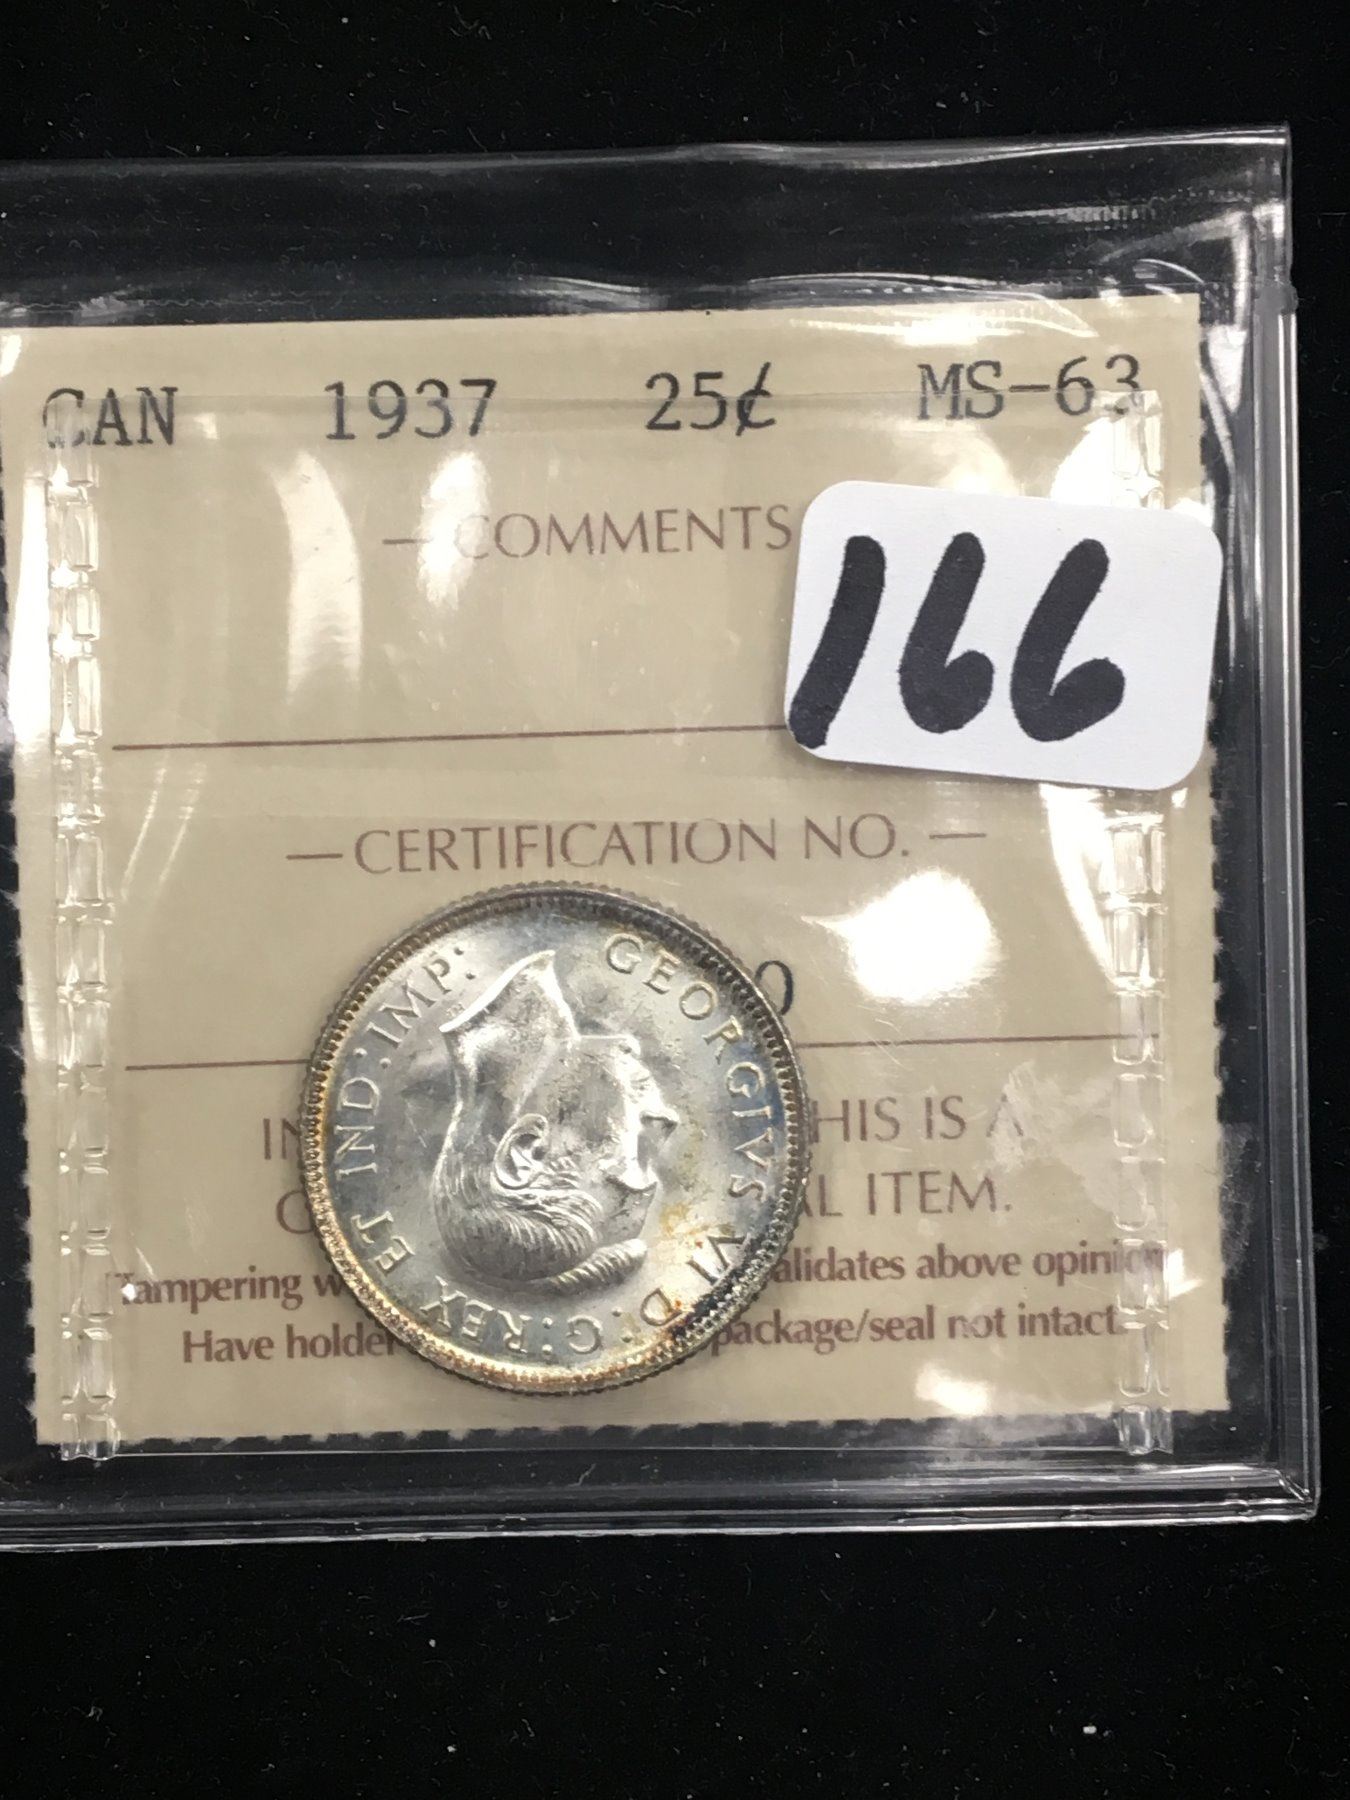 CAN 1937 25¢ MS-63
— COMMENTS
166
— CERTIFICATION NO. —
HIS IS A
ITEM.
Tampering alidates above opinion
Have holder package/seal not intact.
GEORGIVS VI D:G:REX ET IND:IMP: